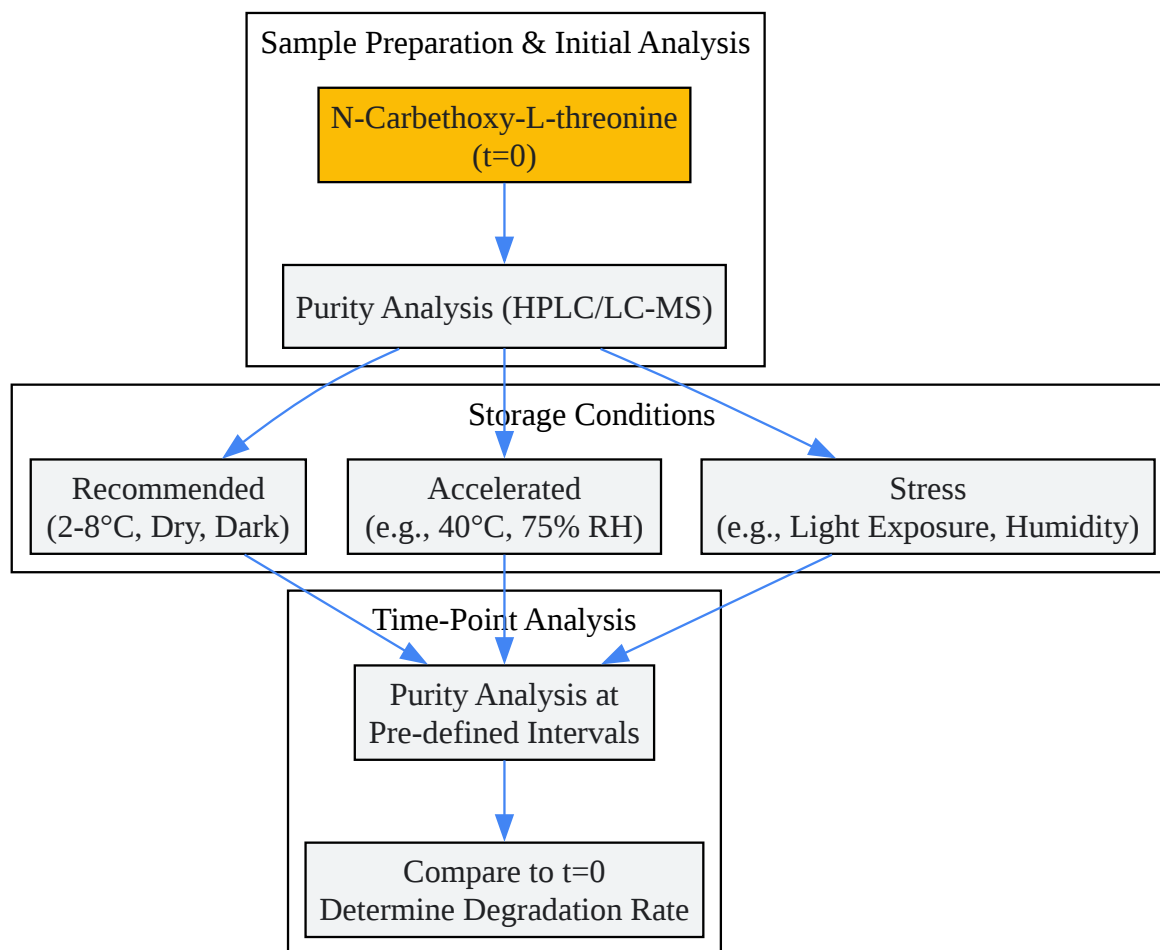 Sample Preparation & Initial Analysis
N-Carbethoxy-L-threonine
(t=0)
Purity Analysis (HPLC/LC-MS)
Storage Conditions
Recommended
(2-8°C, Dry, Dark)
Accelerated
(e.g., 40°C, 75% RH)
Stress
(e.g., Light Exposure, Humidity)
Time-Point Analysis
Purity Analysis at
Pre-defined Intervals
Compare to t=0
Determine Degradation Rate